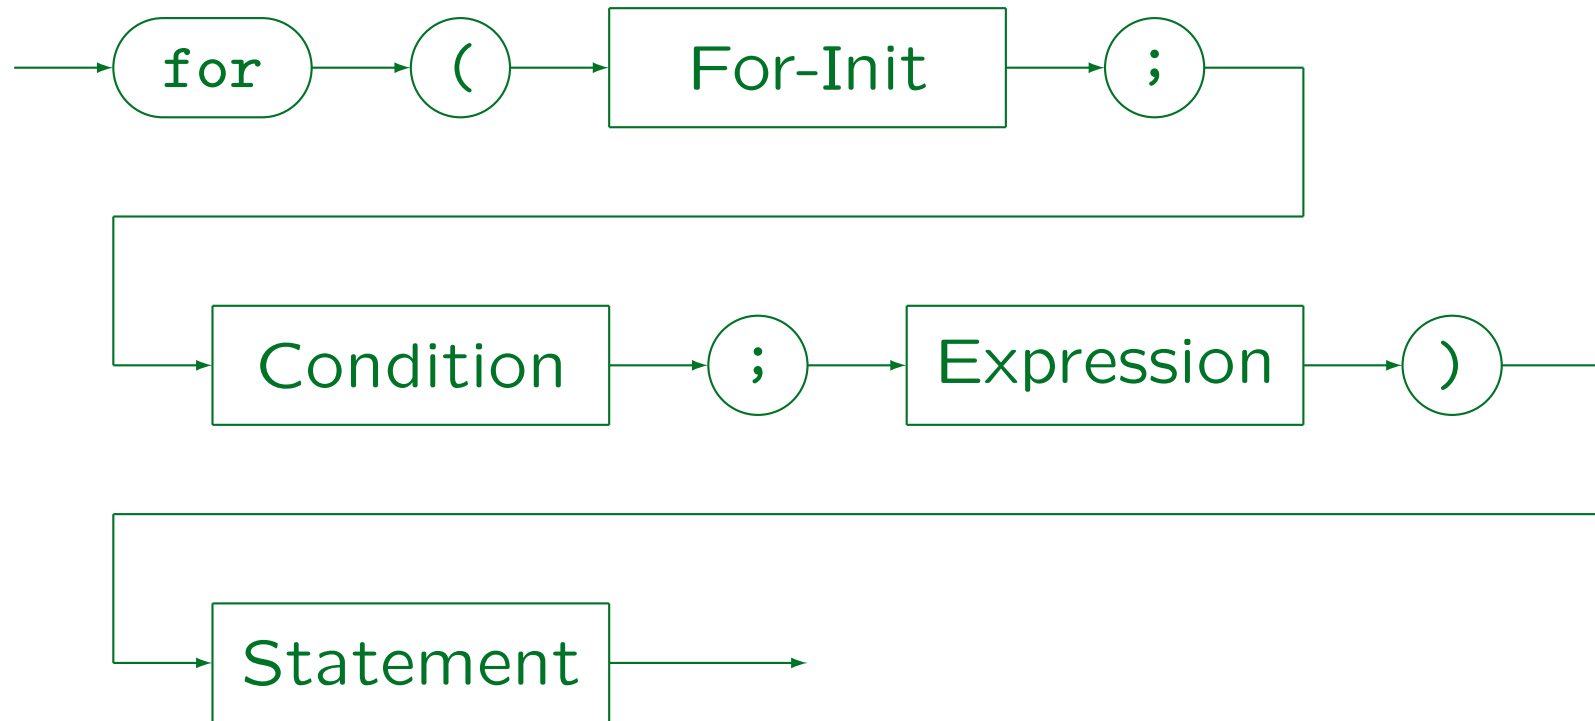 for ( For-Init ;
Condition ; Expression )
Statement